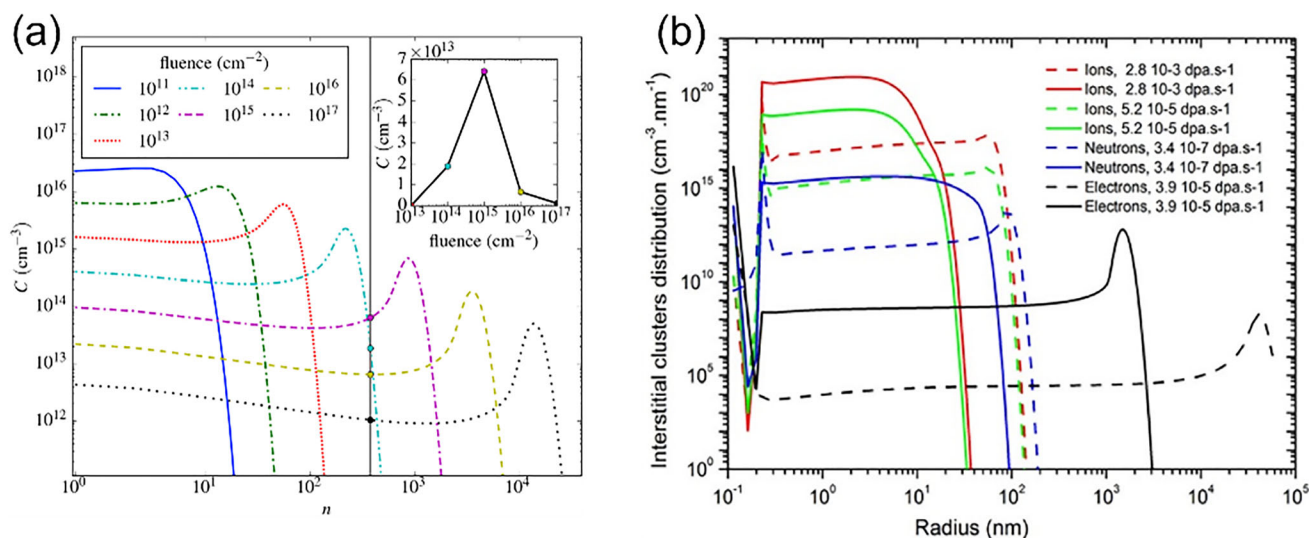 (a)
fluence (cm⁻²)
10¹¹ 10¹⁴ 10¹⁶
10¹² 10¹⁵ 10¹⁷
10¹³
C (cm⁻³)
10¹⁸
10¹⁷
10¹⁶
10¹⁵
10¹⁴
10¹³
10¹²
10⁰ 10¹ 10² 10³ 10⁴
n
7 ×10¹³
6
5
4
3
2
1
0
C (cm⁻³)
10¹³ 10¹⁴ 10¹⁵ 10¹⁶ 10¹⁷
fluence (cm⁻²)
(b)
Interstitial clusters distribution (cm⁻³.nm⁻¹)
10²⁰
10¹⁵
10¹⁰
10⁵
10⁰
Ions, 2.8 10-3 dpa.s-1
Ions, 2.8 10-3 dpa.s-1
Ions, 5.2 10-5 dpa.s-1
Ions, 5.2 10-5 dpa.s-1
Neutrons, 3.4 10-7 dpa.s-1
Neutrons, 3.4 10-7 dpa.s-1
Electrons, 3.9 10-5 dpa.s-1
Electrons, 3.9 10-5 dpa.s-1
10⁻¹ 10⁰ 10¹ 10² 10³ 10⁴ 10⁵
Radius (nm)